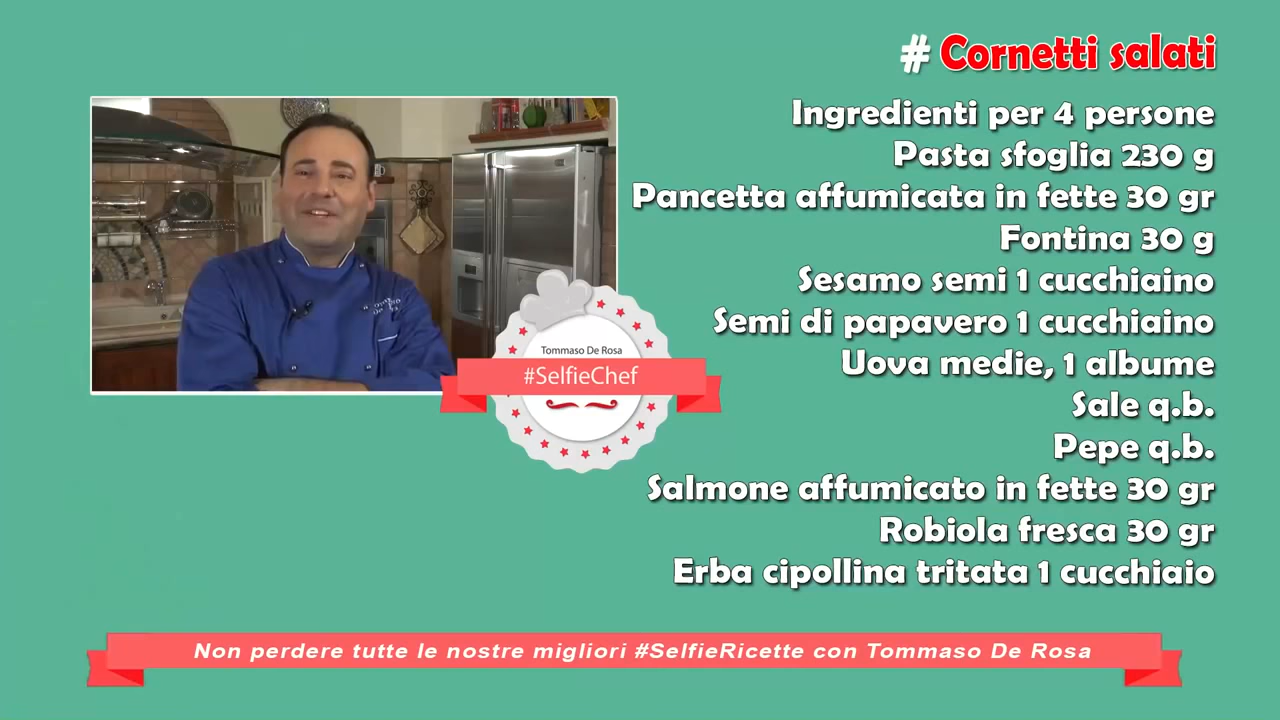 # Cornetti salati
Ingredienti per 4 persone
Pasta sfoglia 230 g
Pancetta affumicata in fette 30 gr
Fontina 30 g
Sesamo semi 1 cucchiaino
Semi di papavero 1 cucchiaino
Uova medie, 1 albume
Sale q.b.
Pepe q.b.
Salmone affumicato in fette 30 gr
Robiola fresca 30 gr
Erba cipollina tritata 1 cucchiaio
Tommaso De Rosa
#SelfieChef
Non perdere tutte le nostre migliori #SelfieRicette con Tommaso De Rosa